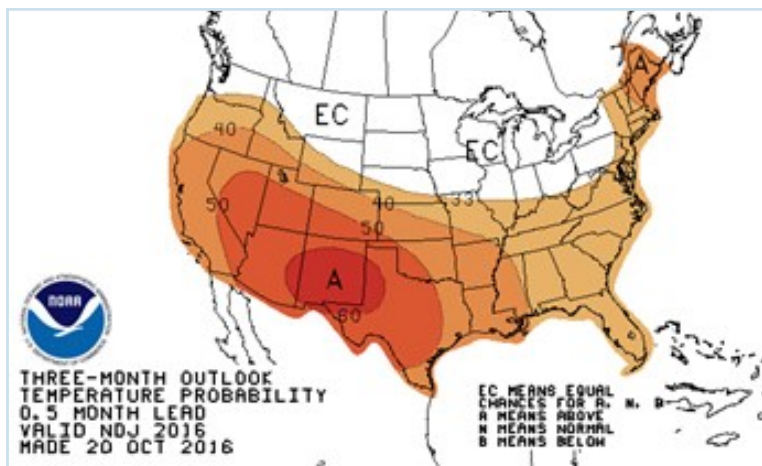 A
EC
EC
40
33
40
50
50
A
60
NOAA
THREE-MONTH OUTLOOK
TEMPERATURE PROBABILITY
0.5 MONTH LEAD
VALID NDJ 2016
MADE 20 OCT 2016
EC MEANS EQUAL
CHANCES FOR A, N, B
A MEANS ABOVE
N MEANS NORMAL
B MEANS BELOW